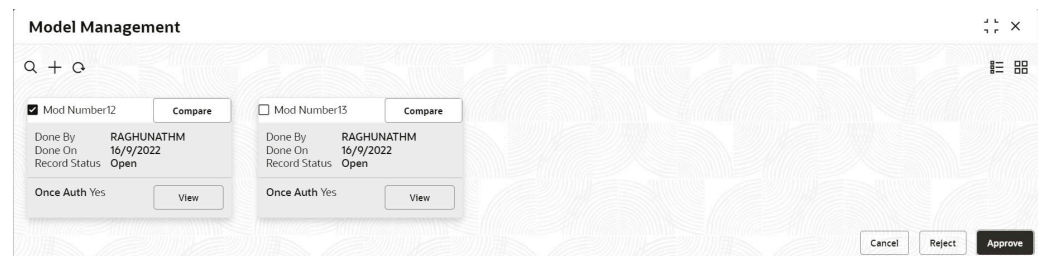 Model Management
Mod Number12 Compare
Done By RAGHUNATHM
Done On 16/9/2022
Record Status Open
Once Auth Yes View
Mod Number13 Compare
Done By RAGHUNATHM
Done On 16/9/2022
Record Status Open
Once Auth Yes View
Cancel Reject Approve